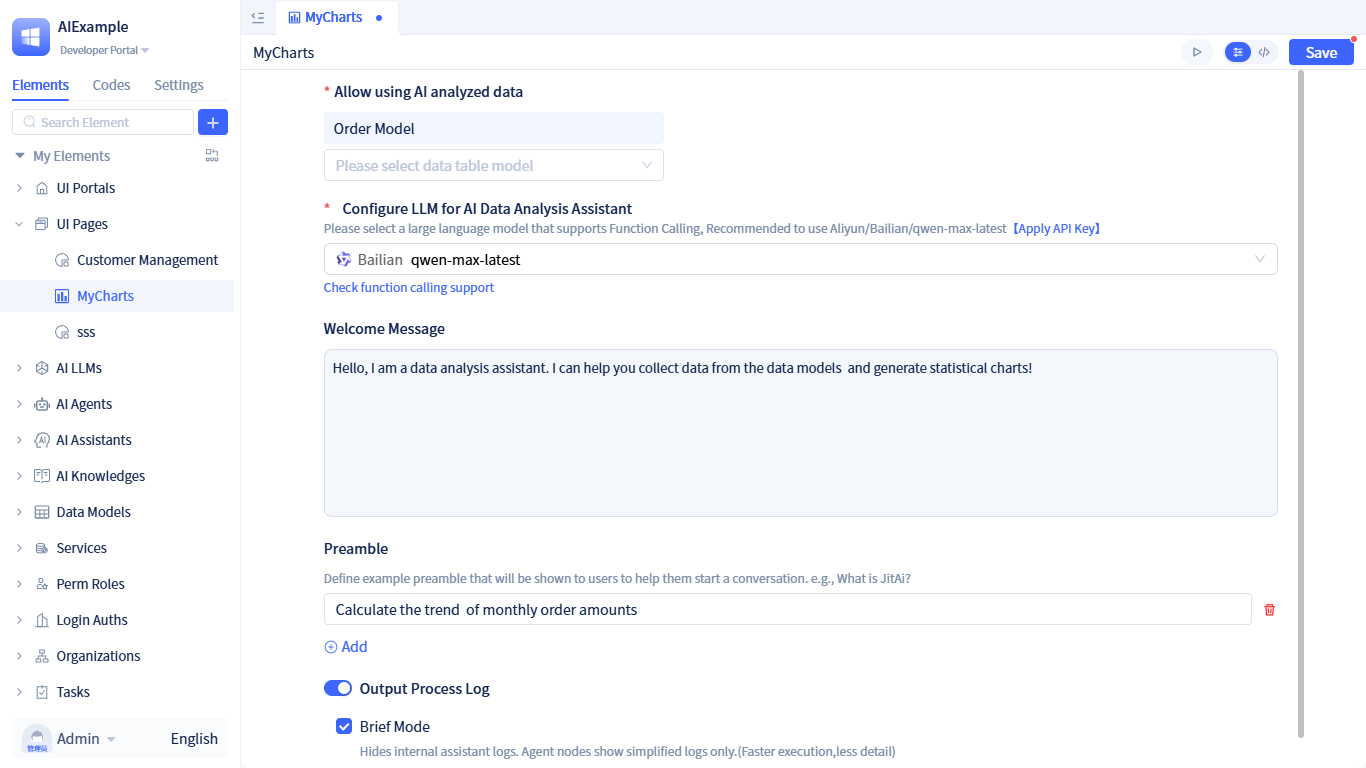 AIExample
Developer Portal
Elements
Codes
Settings
Search Element
My Elements
UI Portals
UI Pages
Customer Management
MyCharts
sss
AI LLMs
AI Agents
AI Assistants
AI Knowledges
Data Models
Services
Perm Roles
Login Auths
Organizations
Tasks
管理员
Admin
English
MyCharts
MyCharts
Save
* Allow using AI analyzed data
Order Model
Please select data table model
* Configure LLM for AI Data Analysis Assistant
Please select a large language model that supports Function Calling, Recommended to use Aliyun/Bailian/qwen-max-latest 【Apply API Key】
Bailian qwen-max-latest
Check function calling support
Welcome Message
Hello, I am a data analysis assistant. I can help you collect data from the data models  and generate statistical charts!
Preamble
Define example preamble that will be shown to users to help them start a conversation. e.g., What is JitAi?
Calculate the trend  of monthly order amounts
Add
Output Process Log
Brief Mode
Hides internal assistant logs. Agent nodes show simplified logs only.(Faster execution,less detail)